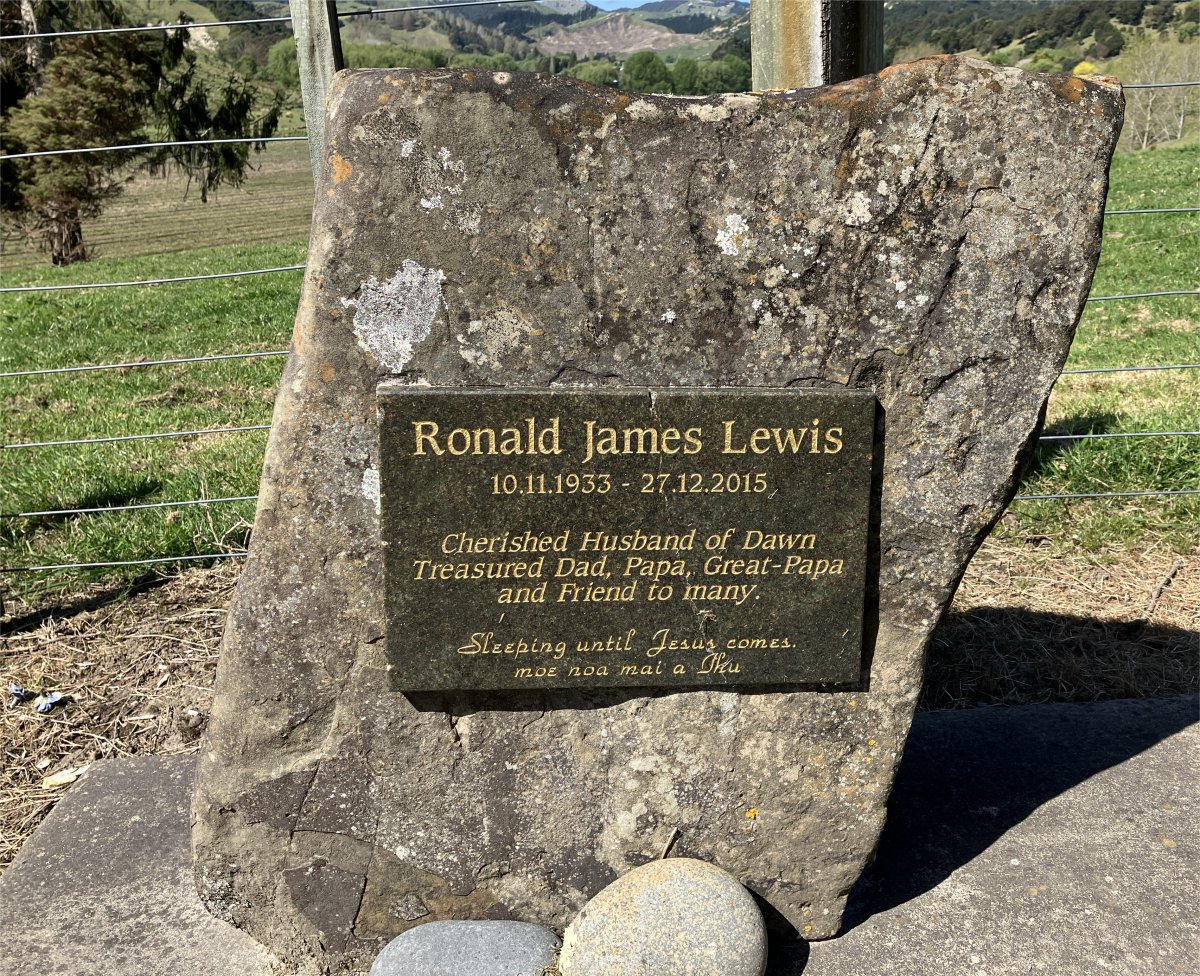 Ronald James Lewis
10.11.1933 - 27.12.2015
Cherished Husband of Dawn
Treasured Dad, Papa, Great-Papa
and Friend to many.
Sleeping until Jesus comes.
moe noa mai a Ihu